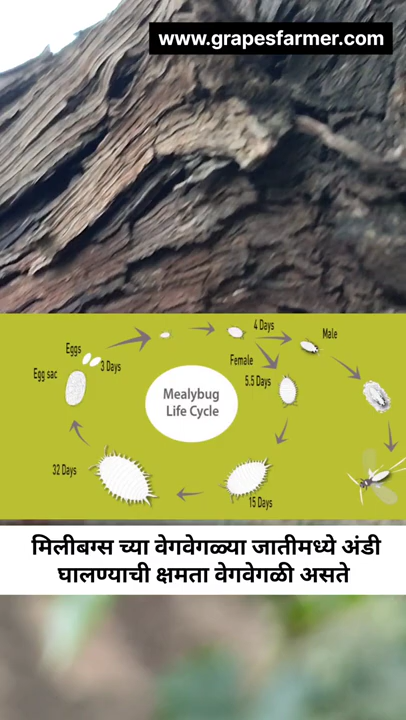 www.grapesfarmer.com
4 Days
Male
Eggs
3 Days
Female
Egg sac
5.5 Days
Mealybug
Life Cycle
32 Days
15 Days
मिलीबग्स च्या वेगवेगळ्या जातीमध्ये अंडी
घालण्याची क्षमता वेगवेगळी असते